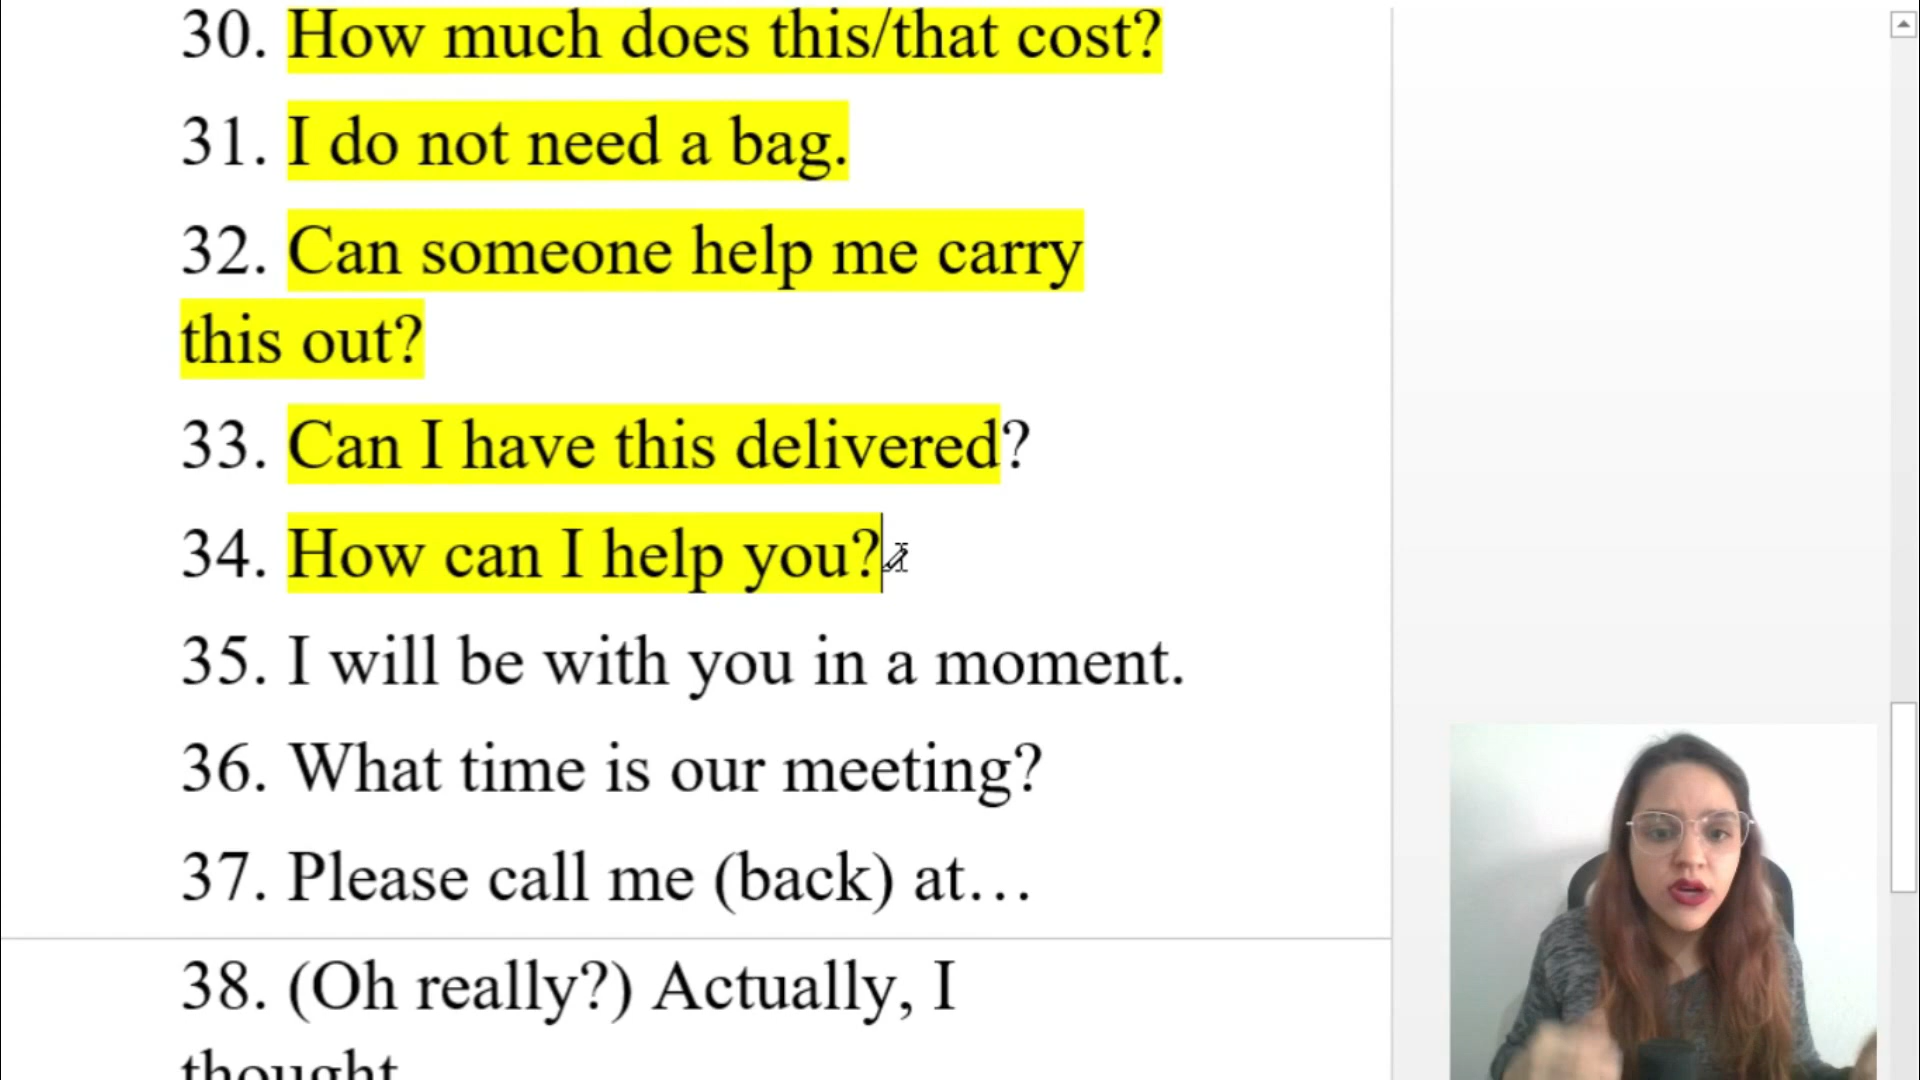 30. How much does this/that cost?
31. I do not need a bag.
32. Can someone help me carry
this out?
33. Can I have this delivered?
34. How can I help you?
35. I will be with you in a moment.
36. What time is our meeting?
37. Please call me (back) at…
38. (Oh really?) Actually, I
thought